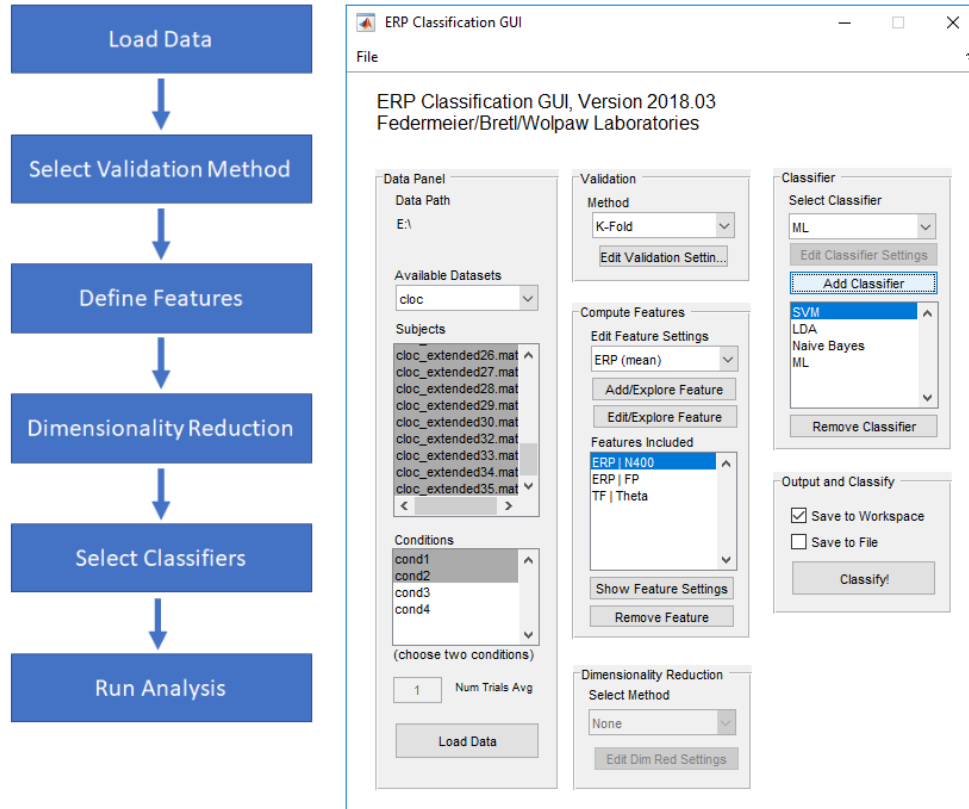 Load Data
Select Validation Method
Define Features
Dimensionality Reduction
Select Classifiers
Run Analysis
ERP Classification GUI
File
ERP Classification GUI, Version 2018.03
Federmeier/Bretl/Wolpaw Laboratories
Data Panel
Data Path
E:\
Available Datasets
cloc
Subjects
cloc_extended26.mat
cloc_extended27.mat
cloc_extended28.mat
cloc_extended29.mat
cloc_extended30.mat
cloc_extended32.mat
cloc_extended33.mat
cloc_extended34.mat
cloc_extended35.mat
Conditions
cond1
cond2
cond3
cond4
(choose two conditions)
1 Num Trials Avg
Load Data
Validation
Method
K-Fold
Edit Validation Settin...
Compute Features
Edit Feature Settings
ERP (mean)
Add/Explore Feature
Edit/Explore Feature
Features Included
ERP | N400
ERP | FP
TF | Theta
Show Feature Settings
Remove Feature
Dimensionality Reduction
Select Method
None
Edit Dim Red Settings
Classifier
Select Classifier
ML
Edit Classifier Settings
Add Classifier
SVM
LDA
Naive Bayes
ML
Remove Classifier
Output and Classify
Save to Workspace
Save to File
Classify!